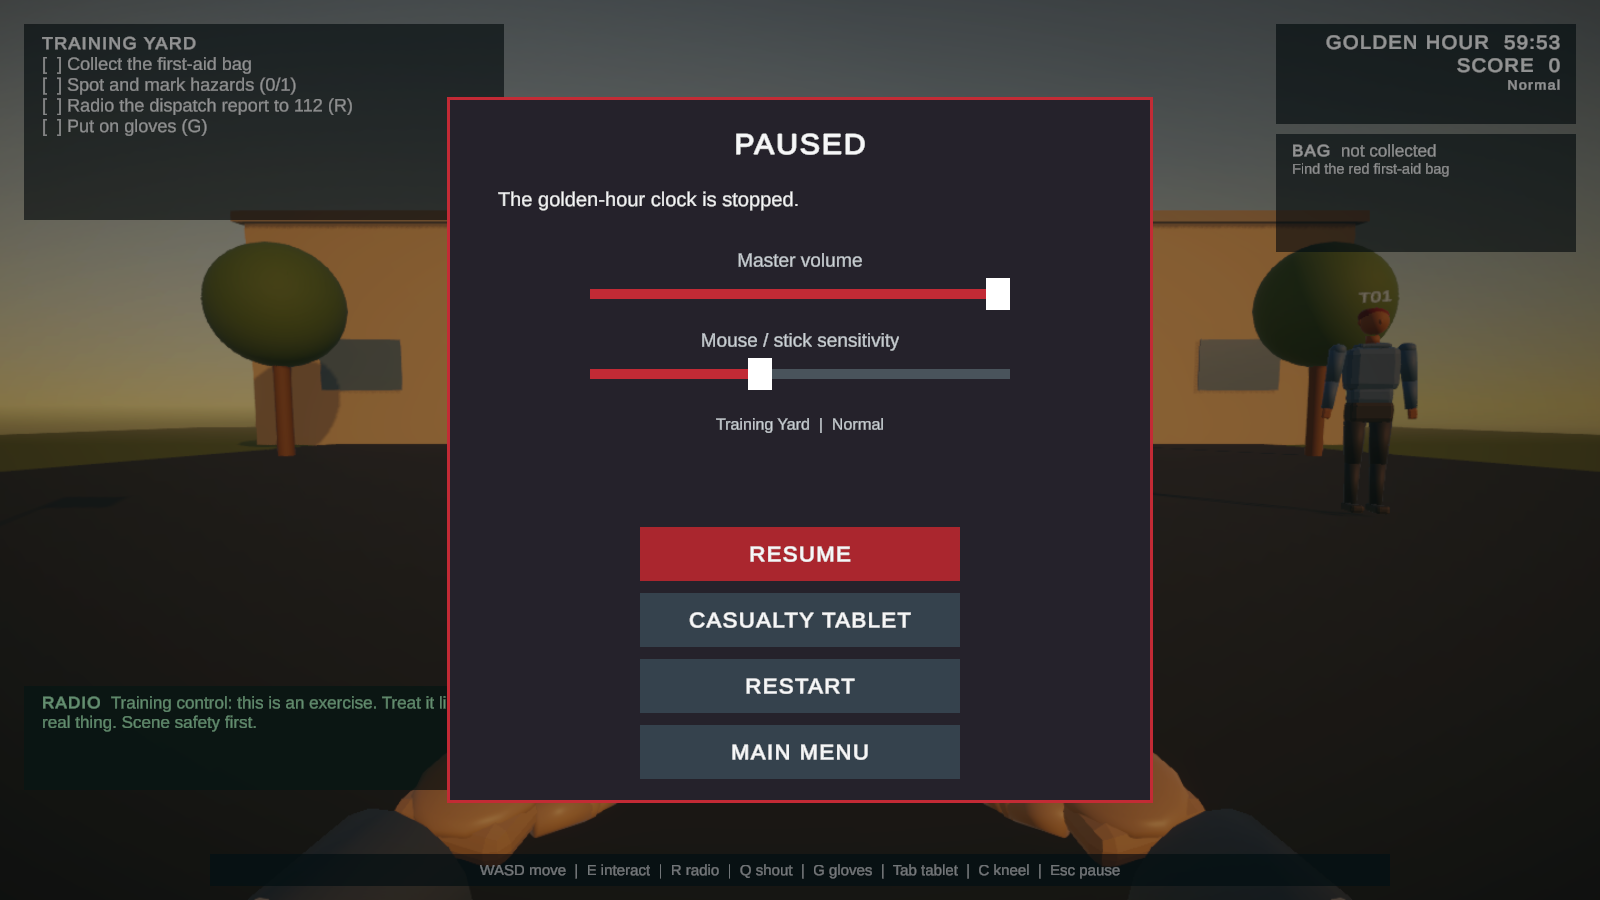 TRAINING YARD
[ ] Collect the first-aid bag
[ ] Spot and mark hazards (0/1)
[ ] Radio the dispatch report to 112 (R)
[ ] Put on gloves (G)
GOLDEN HOUR 59:53
SCORE 0
Normal
BAG not collected
Find the red first-aid bag
T01
PAUSED
The golden-hour clock is stopped.
Master volume
Mouse / stick sensitivity
Training Yard | Normal
RESUME
CASUALTY TABLET
RESTART
MAIN MENU
RADIO Training control: this is an exercise. Treat it
real thing. Scene safety first.
WASD move | E interact | R radio | Q shout | G gloves | Tab tablet | C kneel | Esc pause